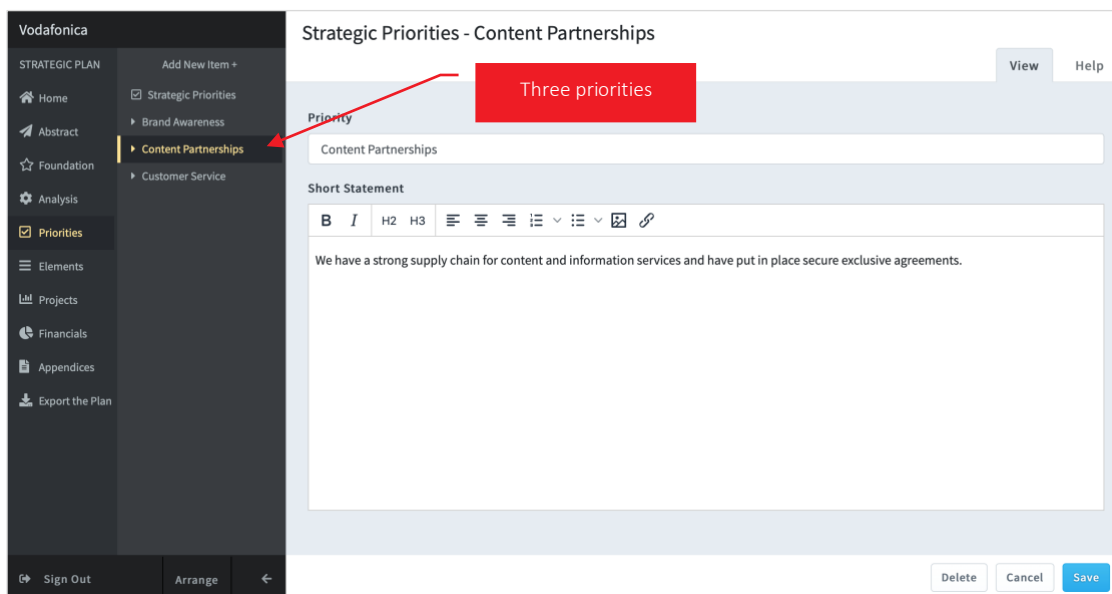 Vodafonica
STRATEGIC PLAN
Home
Abstract
Foundation
Analysis
Priorities
Elements
Projects
Financials
Appendices
Export the Plan
Sign Out
Add New Item +
Strategic Priorities
Brand Awareness
Content Partnerships
Customer Service
Arrange
Strategic Priorities - Content Partnerships
View Help
Three priorities
Priority
Content Partnerships
Short Statement
B I H2 H3
We have a strong supply chain for content and information services and have put in place secure exclusive agreements.
Delete Cancel Save